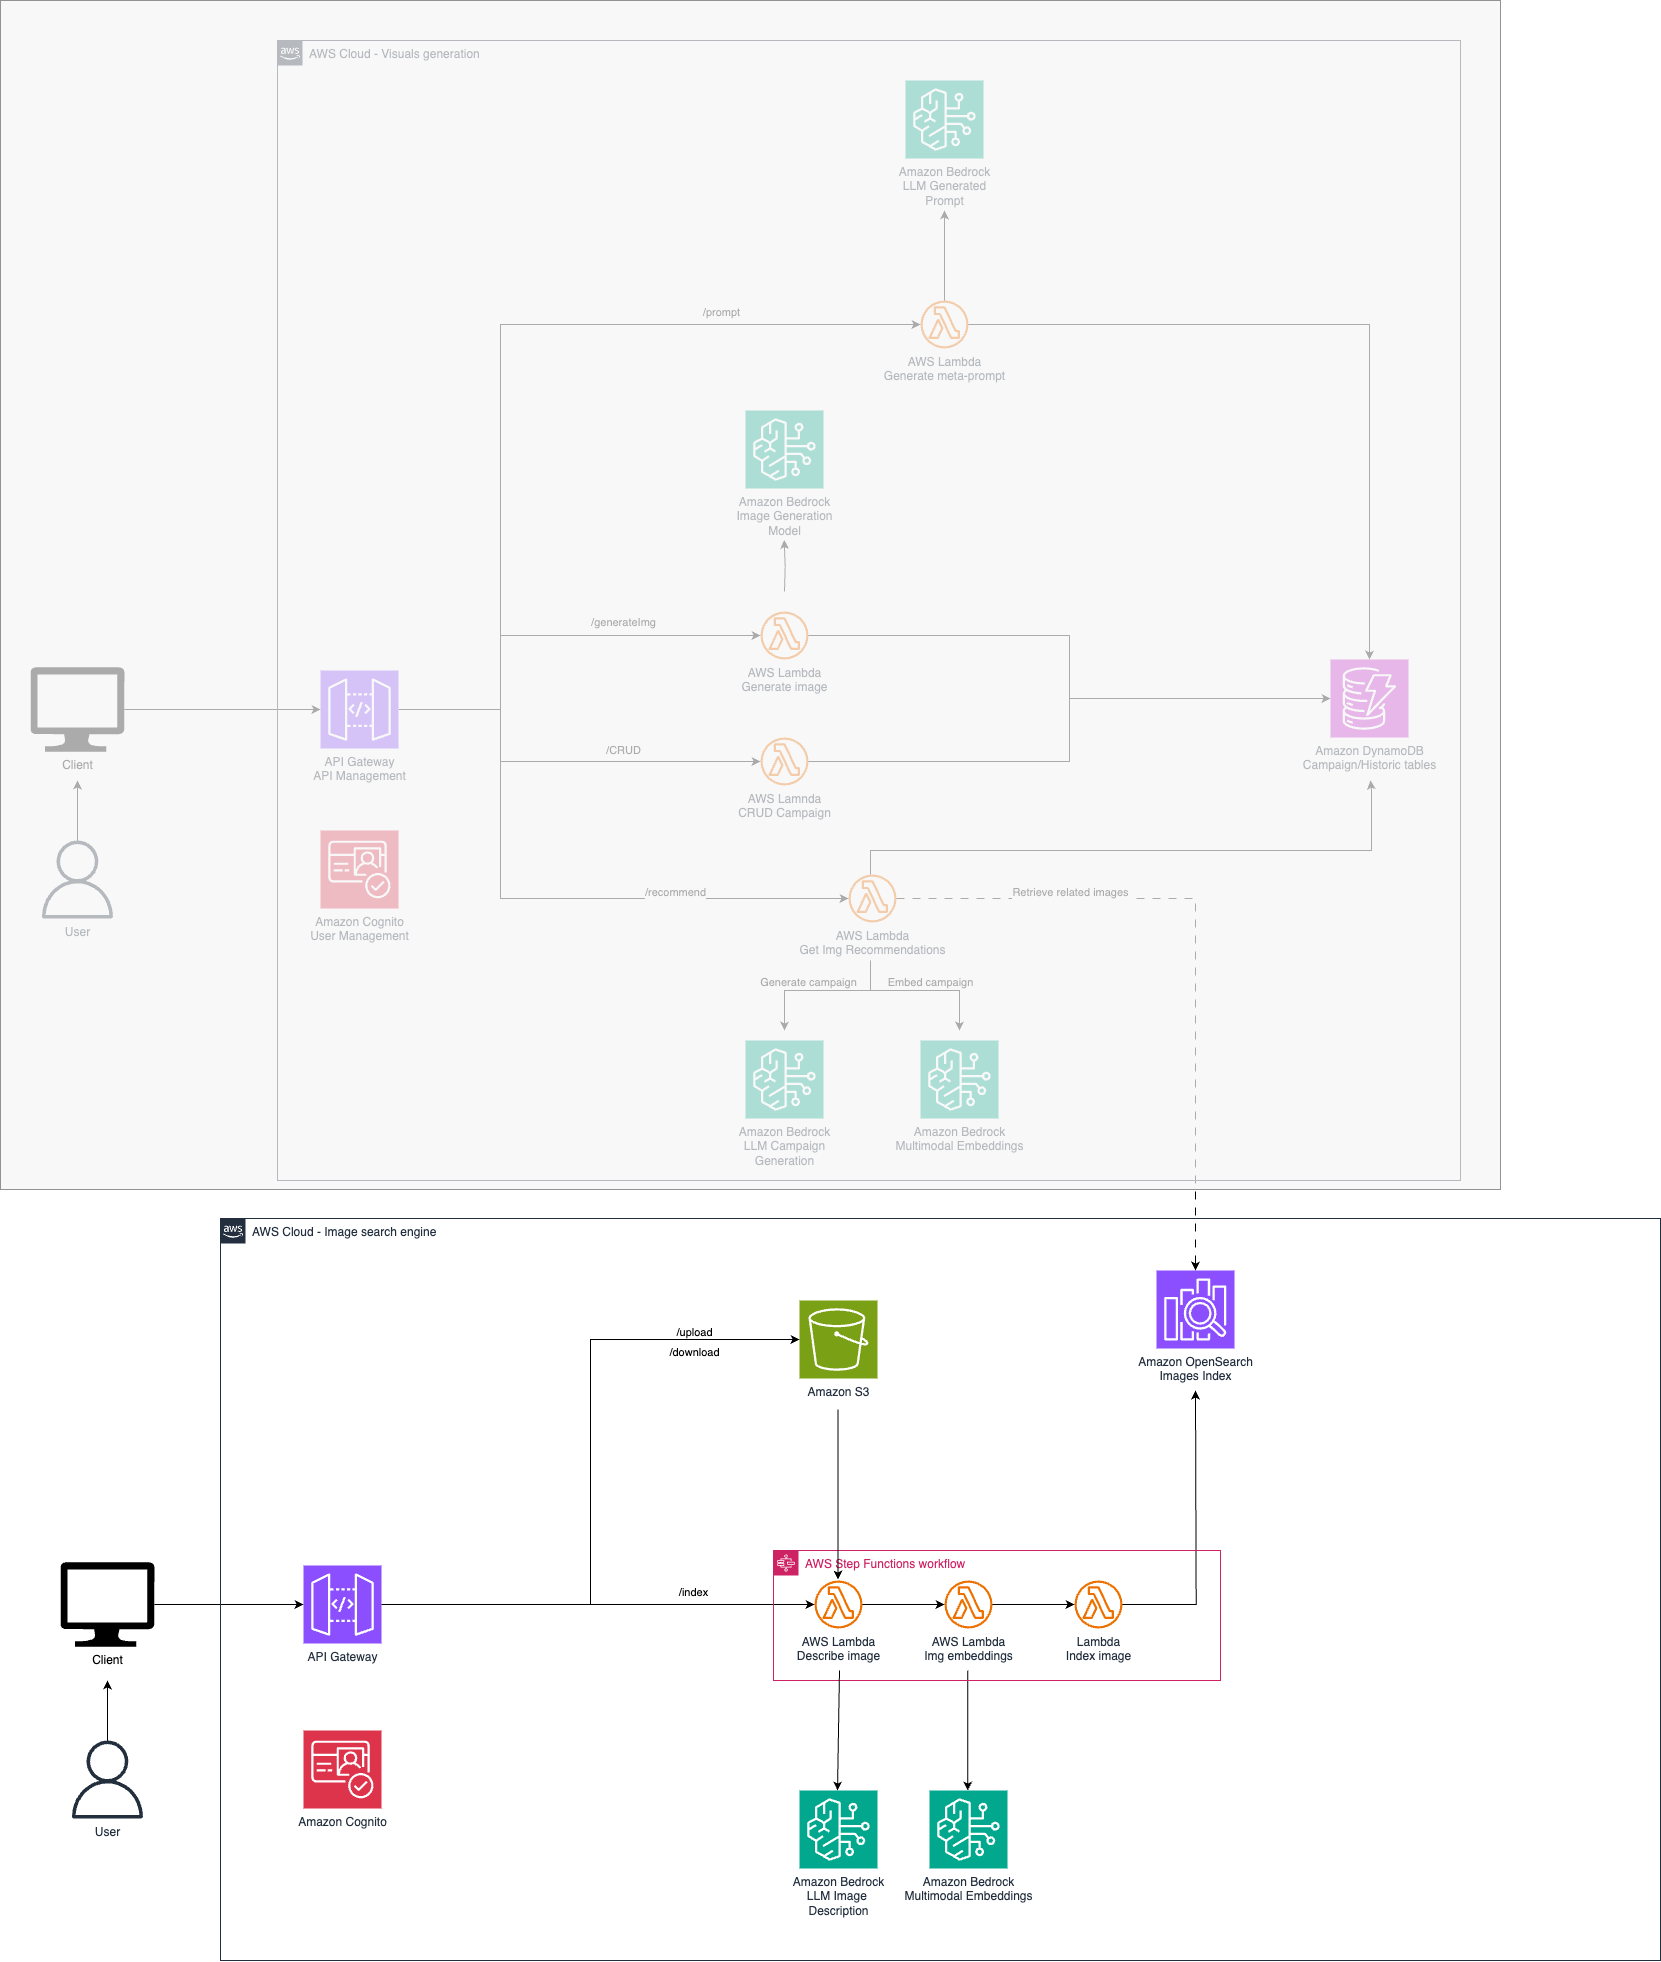 aws
AWS Cloud - Visuals generation
Amazon Bedrock
LLM Generated
Prompt
/prompt
AWS Lambda
Generate meta-prompt
Amazon Bedrock
Image Generation
Model
/generateImg
AWS Lambda
Generate image
Client
</>
API Gateway
API Management
/CRUD
AWS Lamnda
CRUD Campaign
Amazon DynamoDB
Campaign/Historic tables
User
Amazon Cognito
User Management
/recommend
Retrieve related images
AWS Lambda
Get Img Recommendations
Generate campaign
Embed campaign
Amazon Bedrock
LLM Campaign
Generation
Amazon Bedrock
Multimodal Embeddings
aws
AWS Cloud - Image search engine
/upload
/download
Amazon S3
Amazon OpenSearch
Images Index
AWS Step Functions workflow
Client
</>
API Gateway
/index
AWS Lambda
Describe image
AWS Lambda
Img embeddings
Lambda
Index image
User
Amazon Cognito
Amazon Bedrock
LLM Image
Description
Amazon Bedrock
Multimodal Embeddings